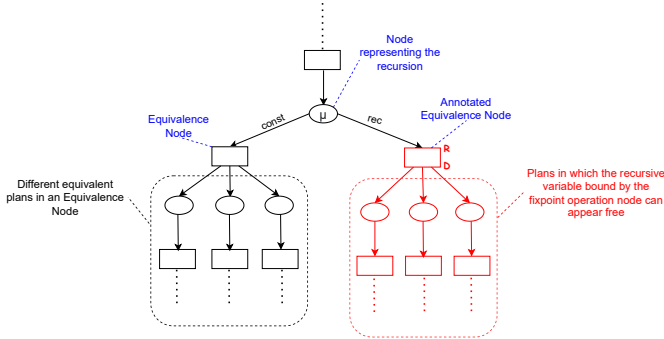 Node
representing the
recursion
μ
const
rec
Equivalence
Node
Annotated
Equivalence Node
R
D
Different equivalent
plans in an Equivalence
Node
Plans in which the recursive
variable bound by the
fixpoint operation node can
appear free